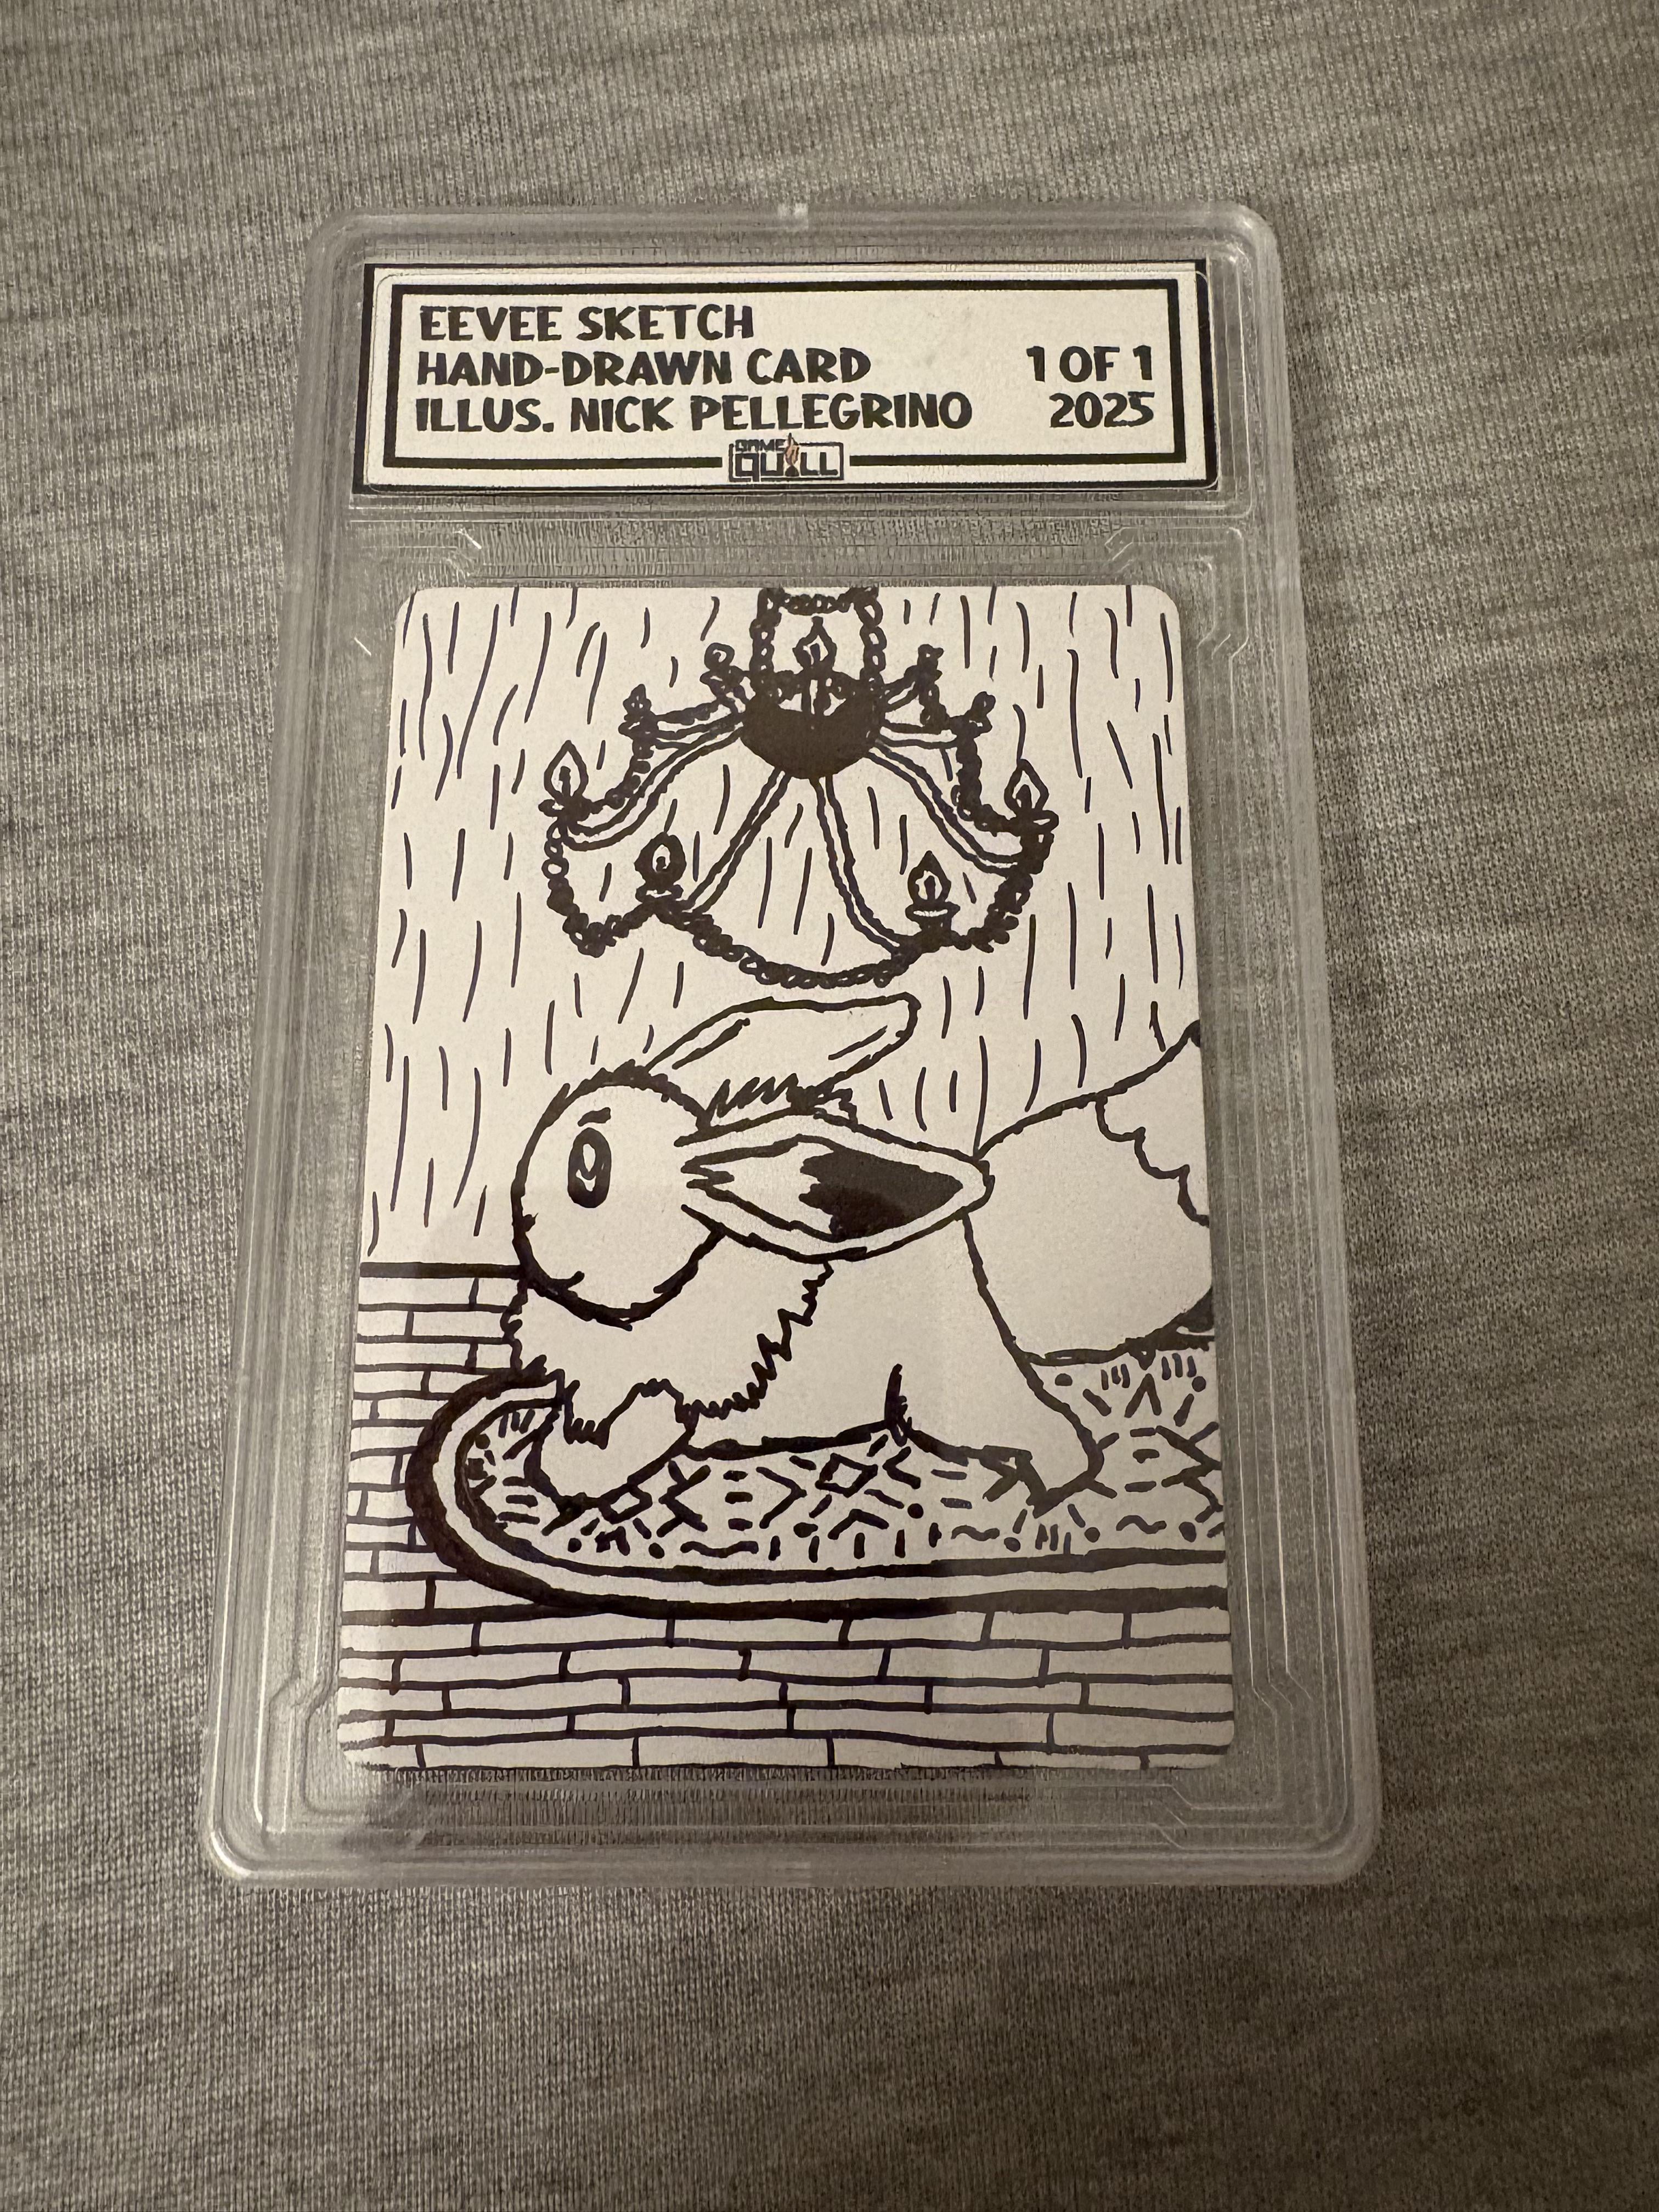 EEVEE SKETCH
HAND-DRAWN CARD
ILLUS. NICK PELLEGRINO
1 OF 1
2025
GAME
QUILL